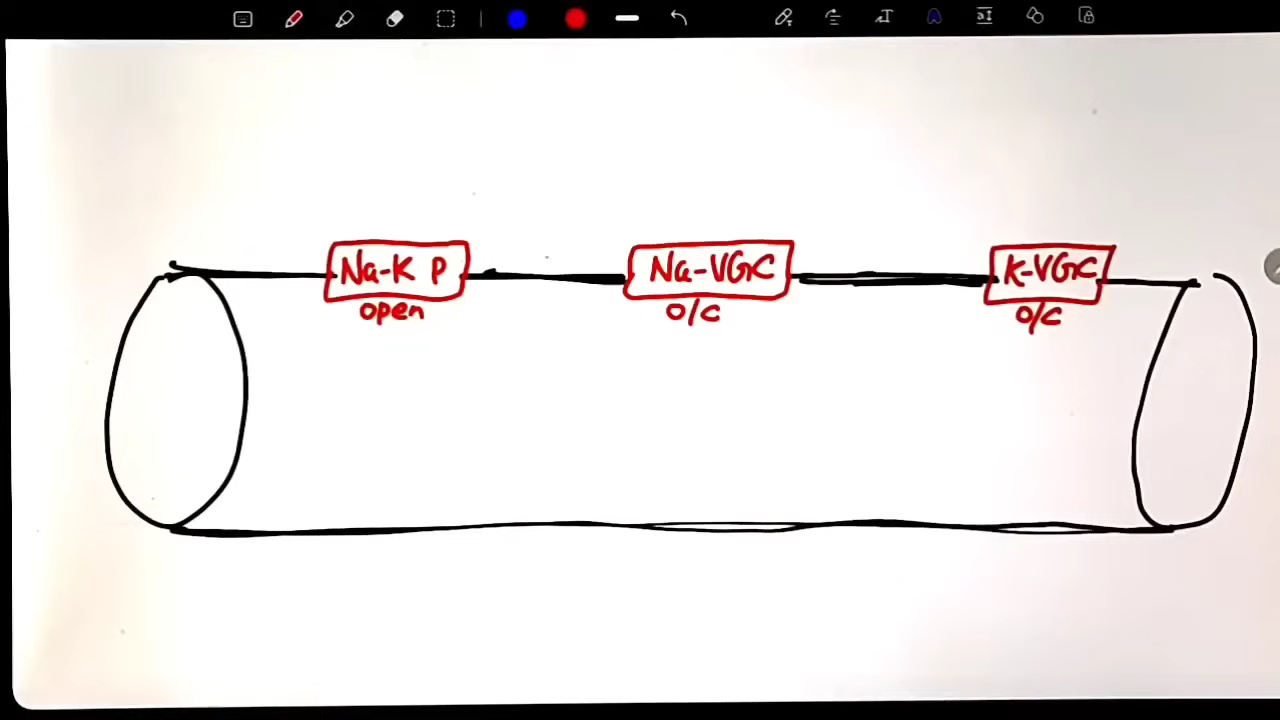 Na-K P
Na-VGC
K-VGC
open
O/C
O/C